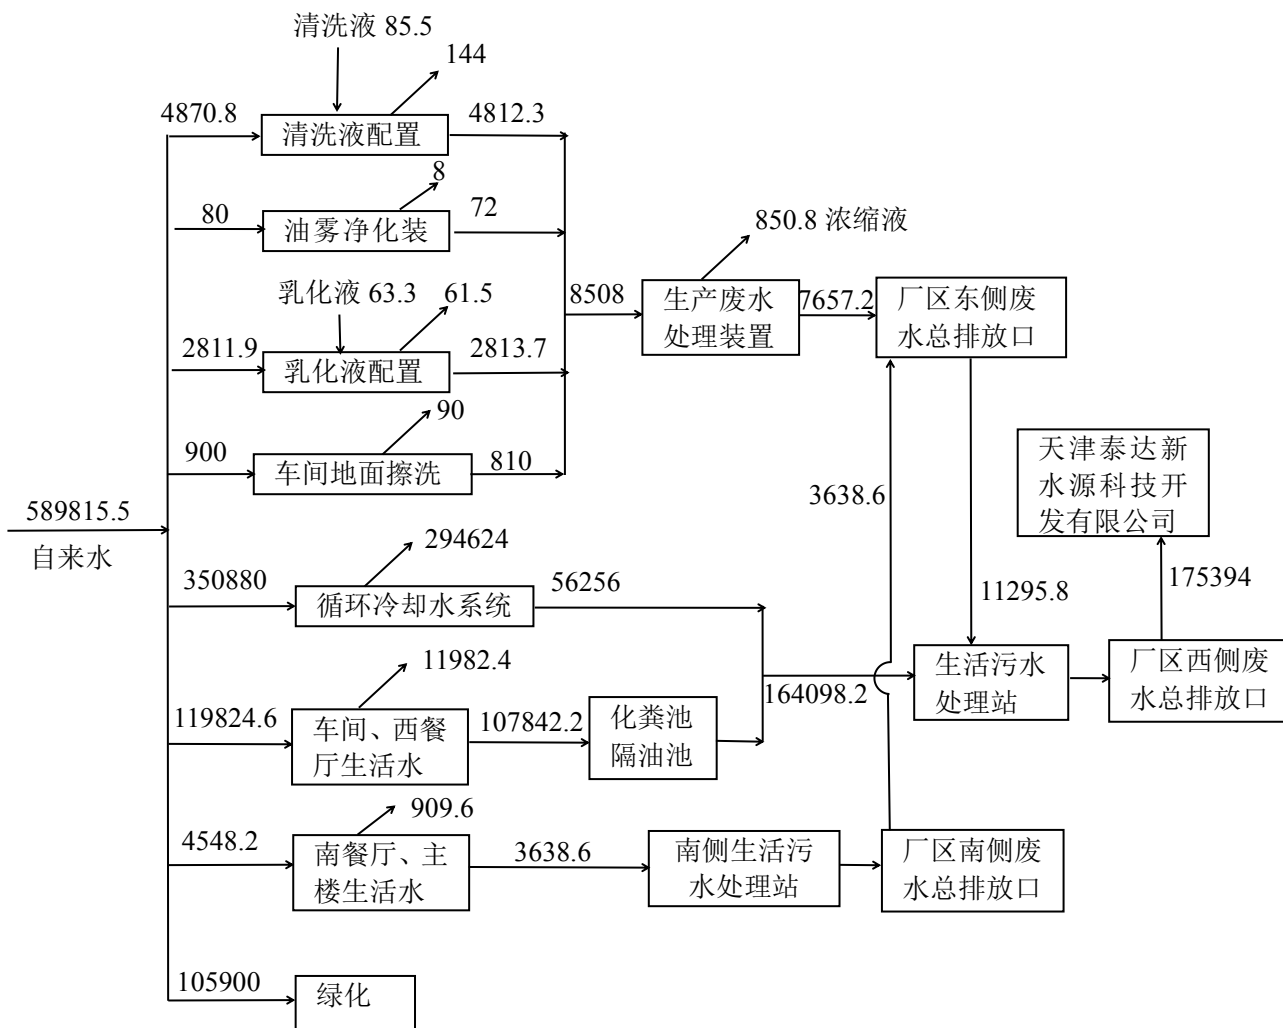 清洗液 85.5
144
4870.8
清洗液配置
4812.3
8
80
油雾净化装
72
850.8 浓缩液
乳化液 63.3
61.5
8508
生产废水
处理装置
7657.2
厂区东侧废
水总排放口
2811.9
乳化液配置
2813.7
90
900
车间地面擦洗
810
天津泰达新
水源科技开
发有限公司
3638.6
589815.5
自来水
294624
350880
循环冷却水系统
56256
11295.8
175394
11982.4
生活污水
处理站
厂区西侧废
水总排放口
164098.2
119824.6
车间、西餐
厅生活水
107842.2
化粪池
隔油池
909.6
4548.2
南餐厅、主
楼生活水
3638.6
南侧生活污
水处理站
厂区南侧废
水总排放口
105900
绿化